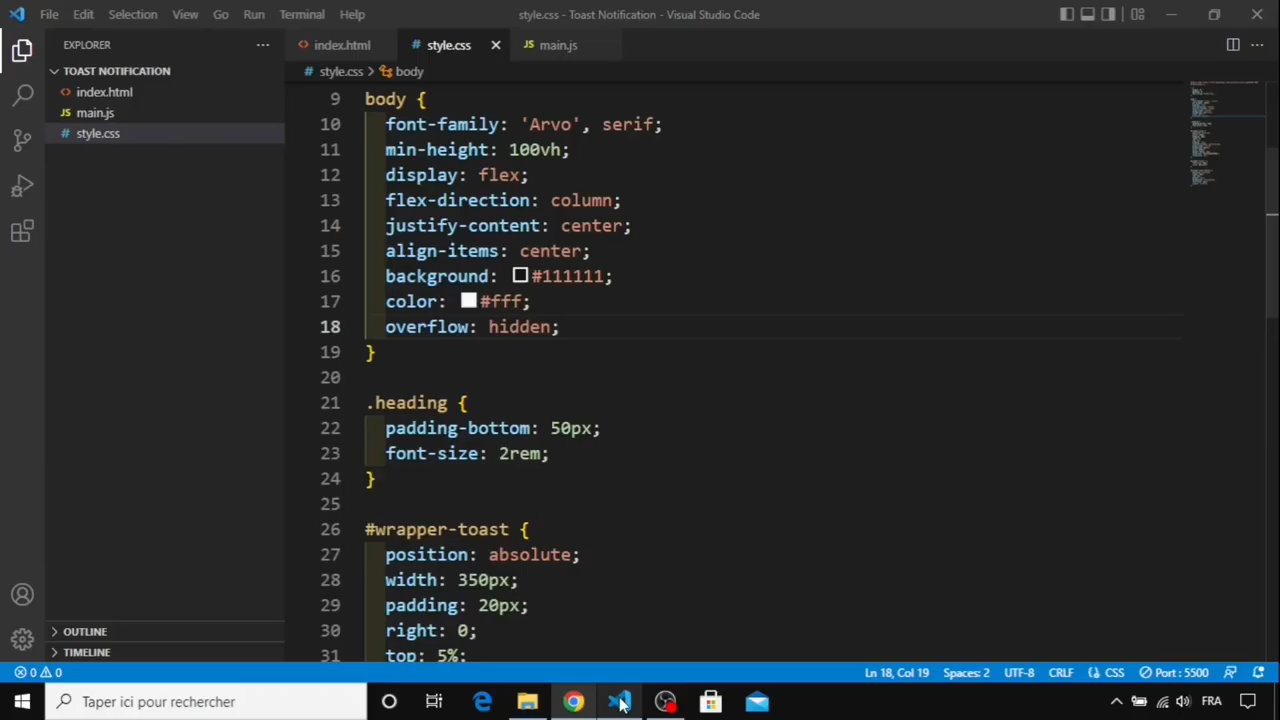 File Edit Selection View Go Run Terminal Help style.css - Toast Notification - Visual Studio Code
EXPLORER
index.html style.css main.js
TOAST NOTIFICATION
style.css > body
index.html
main.js
style.css
9 body {
10 font-family: 'Arvo', serif;
11 min-height: 100vh;
12 display: flex;
13 flex-direction: column;
14 justify-content: center;
15 align-items: center;
16 background: #111111;
17 color: #fff;
18 overflow: hidden;
19 }
20
21 .heading {
22 padding-bottom: 50px;
23 font-size: 2rem;
24 }
25
26 #wrapper-toast {
27 position: absolute;
28 width: 350px;
29 padding: 20px;
30 right: 0;
31 top: 5%;
OUTLINE
TIMELINE
0 0 Ln 18, Col 19 Spaces: 2 UTF-8 CRLF CSS Port : 5500
Taper ici pour rechercher FRA